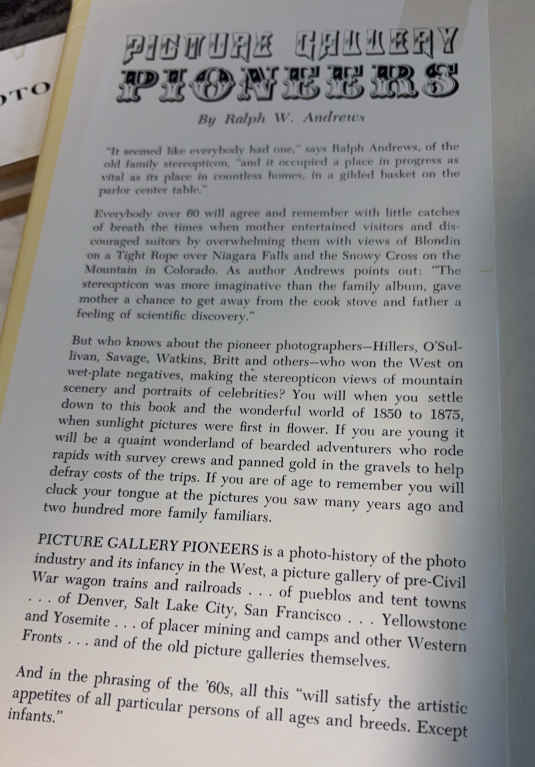 OTO
PICTURE GALLERY
PIONEERS
By Ralph W. Andrews
"It seemed like everybody had one," says Ralph Andrews, of the
old family stereopticon, "and it occupied a place in progress as
vital as its place in countless homes, in a gilded basket on the
parlor center table."
Everybody over 60 will agree and remember with little catches
of breath the times when mother entertained visitors and dis-
couraged suitors by overwhelming them with views of Blondin
on a Tight Rope over Niagara Falls and the Snowy Cross on the
Mountain in Colorado. As author Andrews points out: "The
stereopticon was more imaginative than the family album, gave
mother a chance to get away from the cook stove and father a
feeling of scientific discovery."
But who knows about the pioneer photographers—Hillers, O'Sul-
livan, Savage, Watkins, Britt and others—who won the West on
wet-plate negatives, making the stereopticon views of mountain
scenery and portraits of celebrities? You will when you settle
down to this book and the wonderful world of 1850 to 1875,
when sunlight pictures were first in flower. If you are young it
will be a quaint wonderland of bearded adventurers who rode
rapids with survey crews and panned gold in the gravels to help
defray costs of the trips. If you are of age to remember you will
cluck your tongue at the pictures you saw many years ago and
two hundred more family familiars.
PICTURE GALLERY PIONEERS is a photo-history of the photo
industry and its infancy in the West, a picture gallery of pre-Civil
War wagon trains and railroads . . . of pueblos and tent towns
. . . of Denver, Salt Lake City, San Francisco . . . Yellowstone
and Yosemite . . . of placer mining and camps and other Western
Fronts . . . and of the old picture galleries themselves.
And in the phrasing of the '60s, all this "will satisfy the artistic
appetites of all particular persons of all ages and breeds. Except
infants."